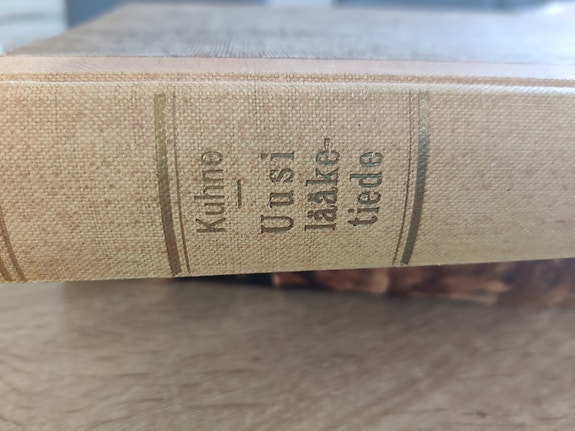 Kuhne
Uusi
lääke-
tiede